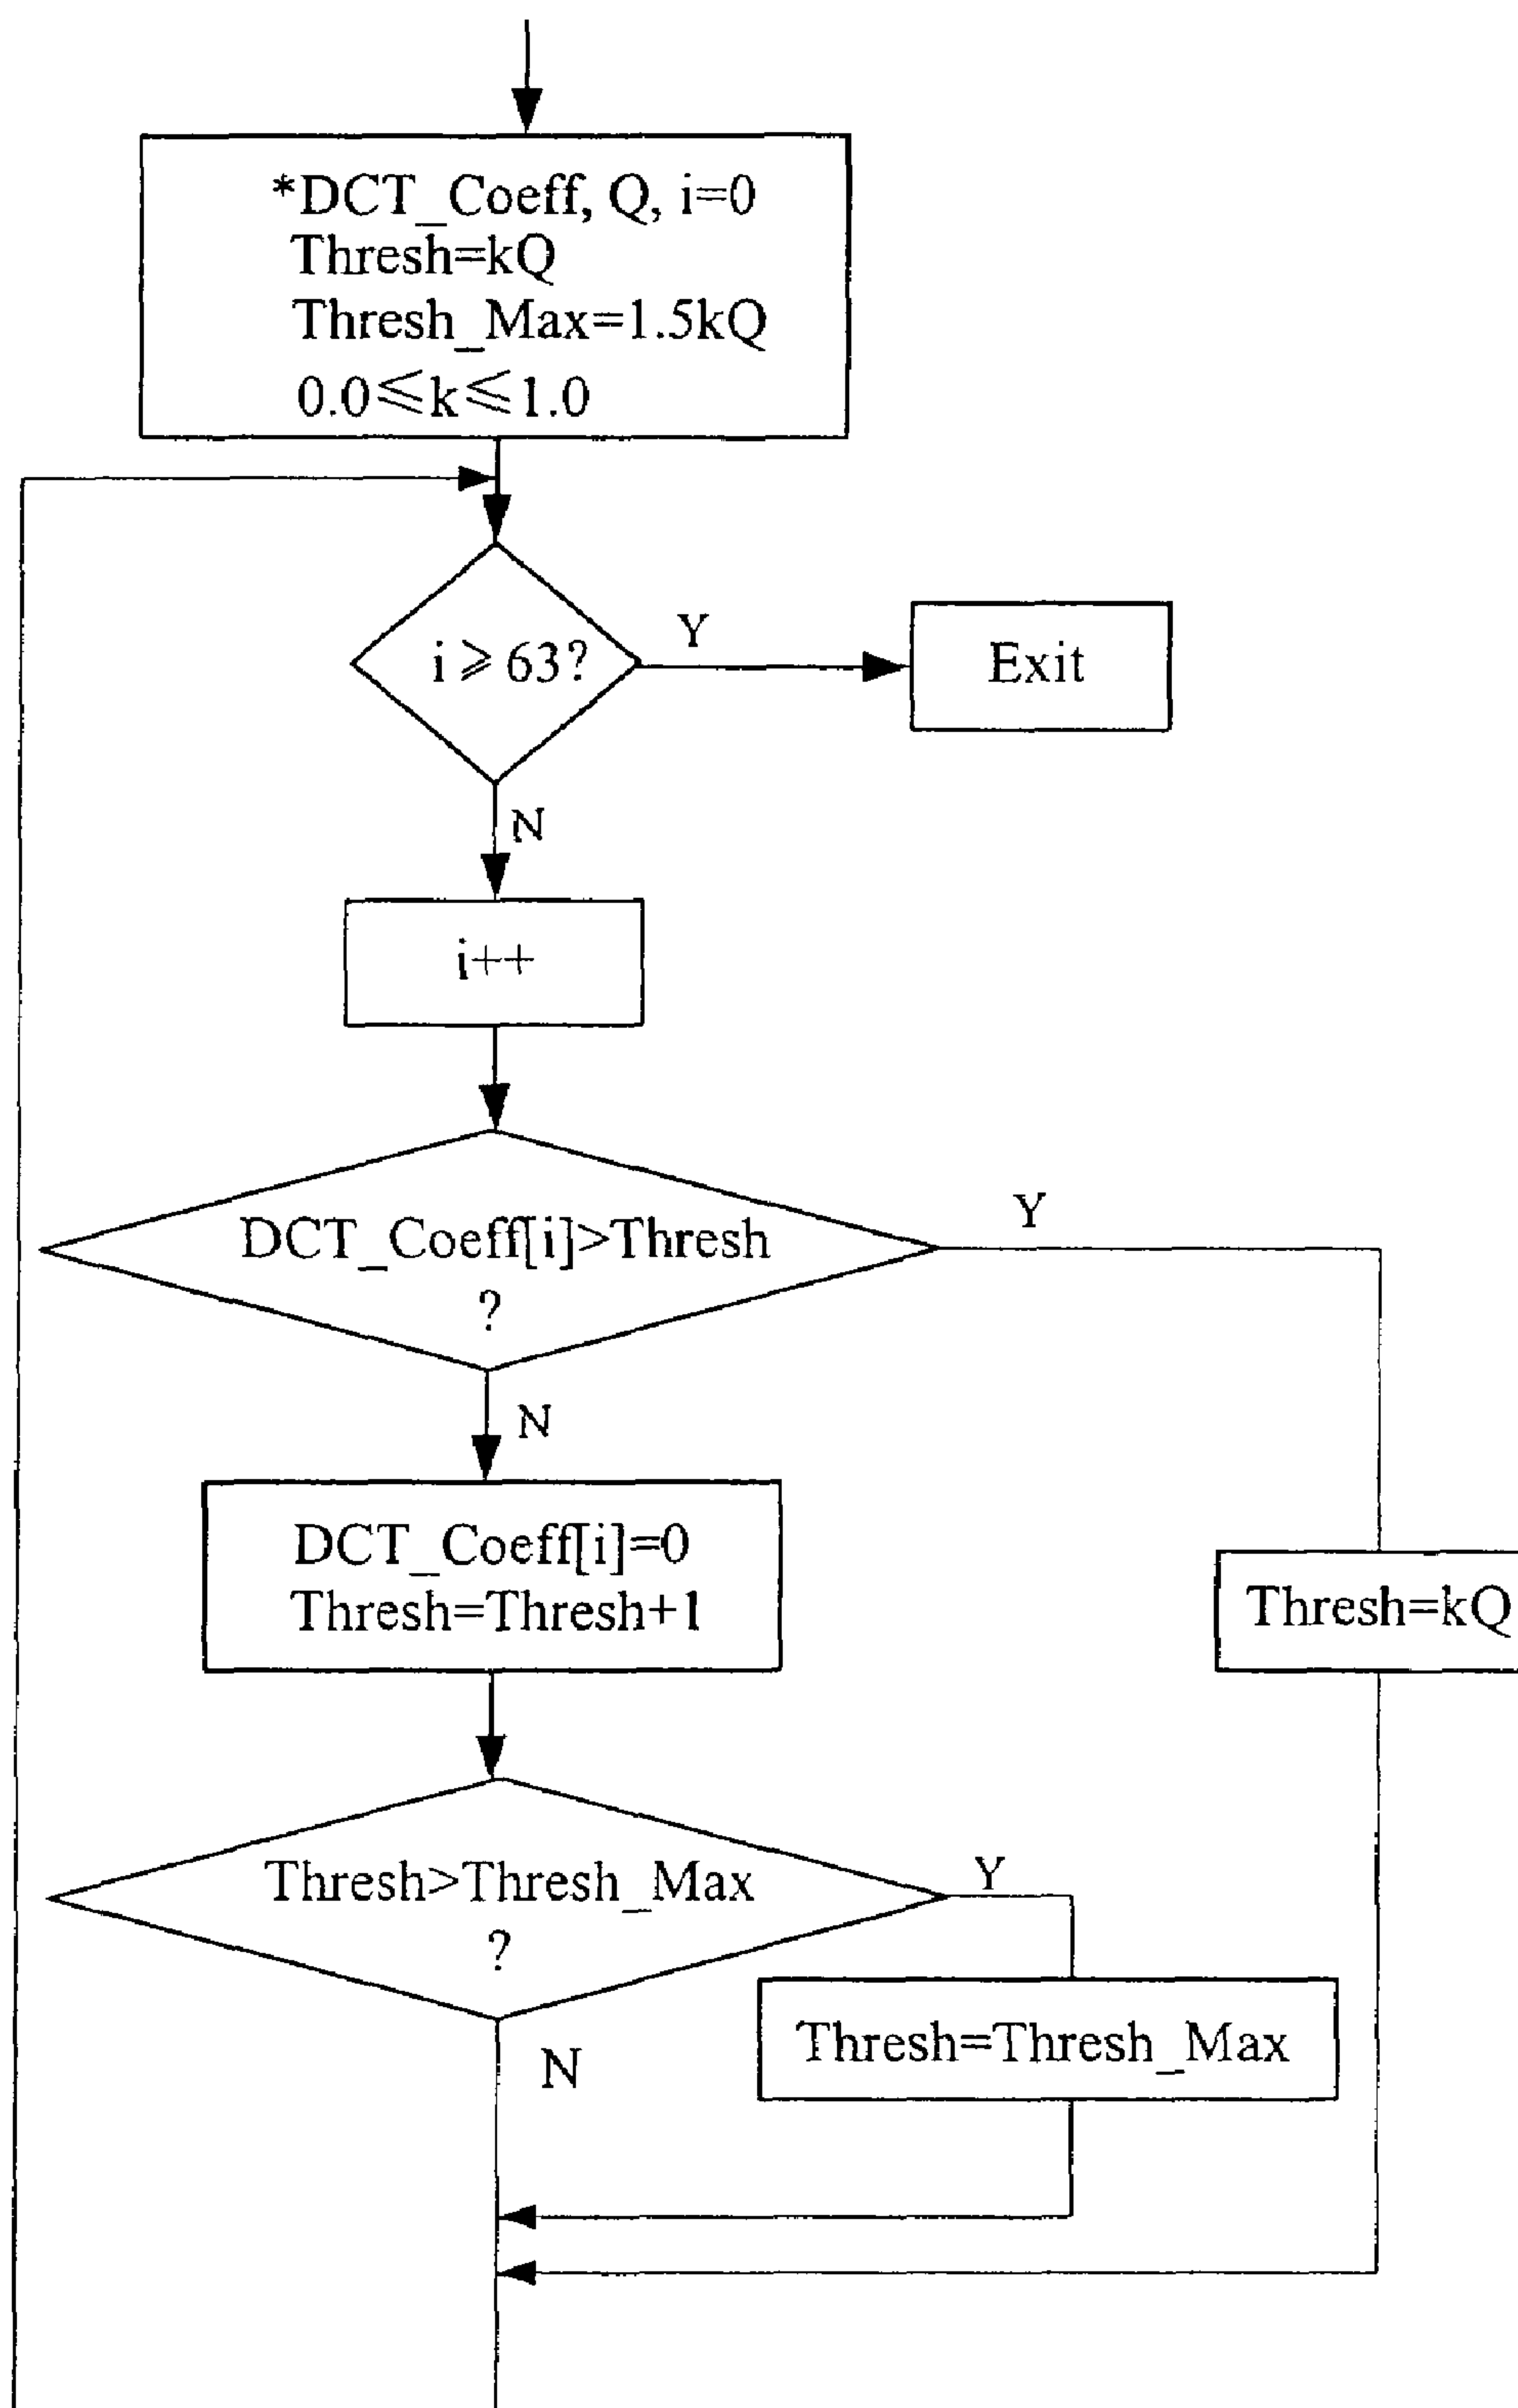 *DCT_Coeff, Q, i=0
Thresh=kQ
Thresh_Max=1.5kQ
0.0≤k≤1.0
i ≥ 63?
Y
Exit
N
i++
DCT_Coeff[i]>Thresh
?
Y
N
DCT_Coeff[i]=0
Thresh=Thresh+1
Thresh=kQ
Thresh>Thresh_Max
?
Y
Thresh=Thresh_Max
N